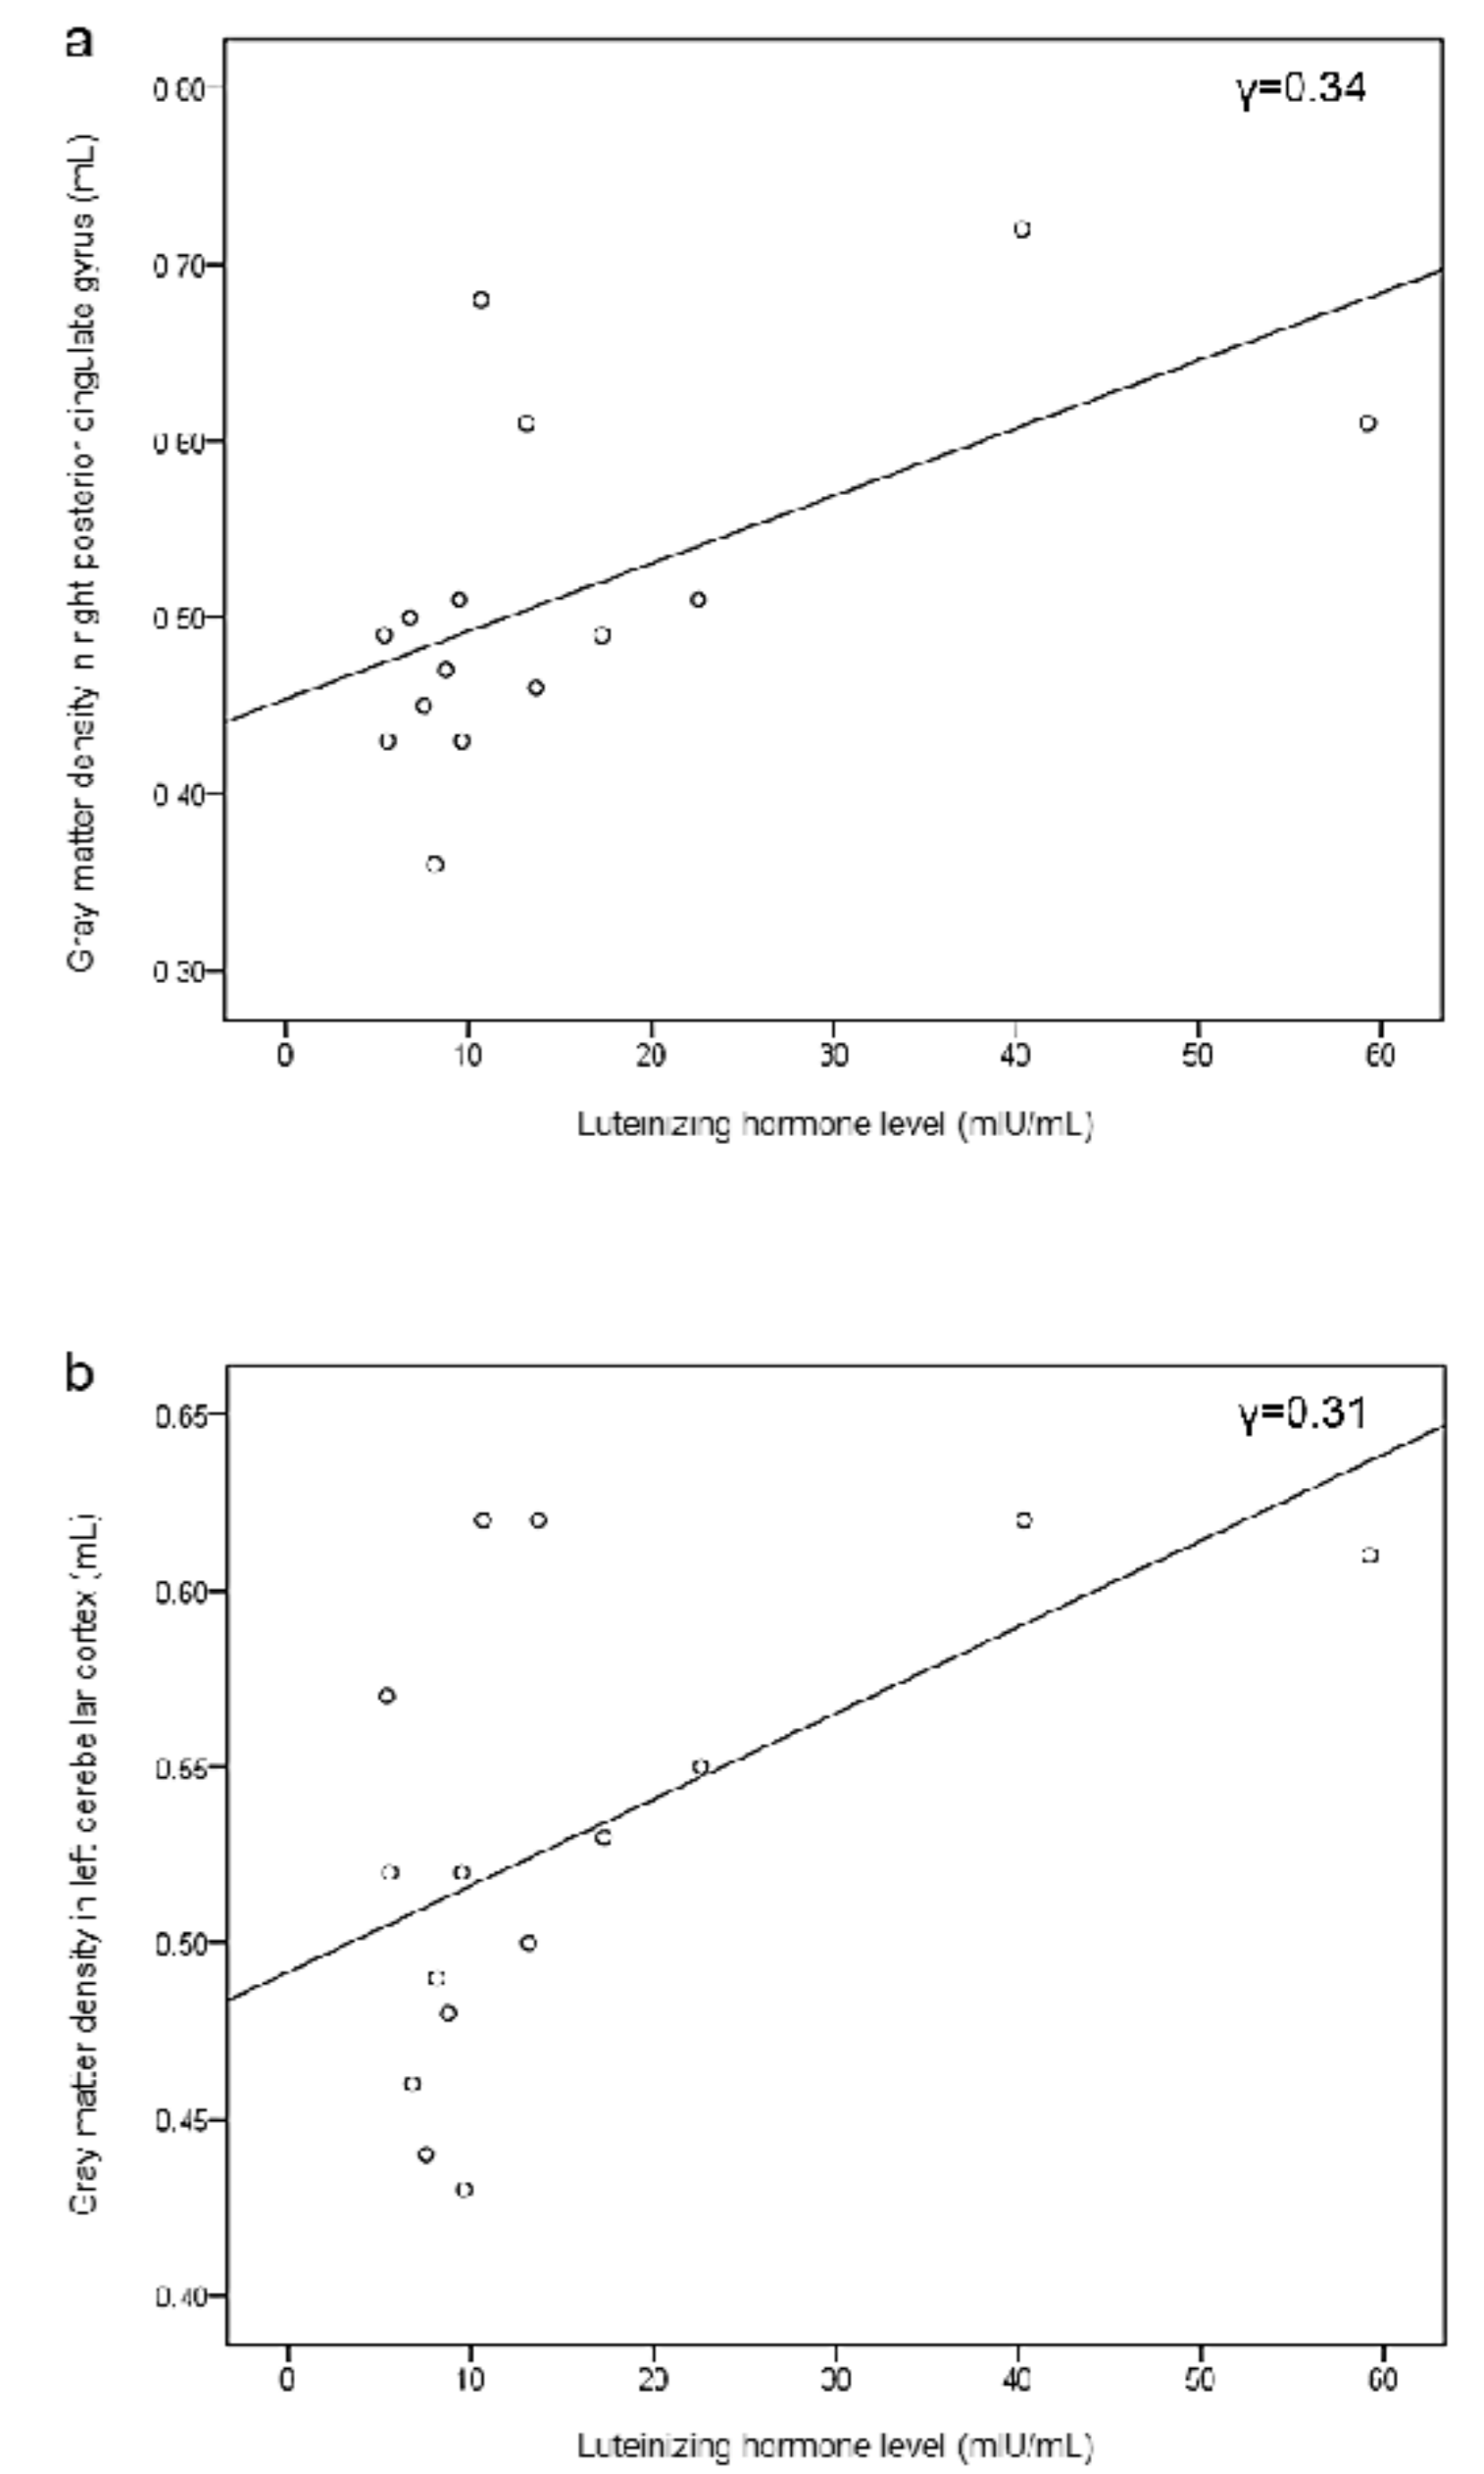 a
γ=0.34
Gray matter density in right posterior cingulate gyrus (mL)
0.80
0.70
0.60
0.50
0.40
0.30
0 10 20 30 40 50 60
Luteinizing hormone level (mIU/mL)
b
γ=0.31
Gray matter density in left cerebellar cortex (mL)
0.65
0.60
0.55
0.50
0.45
0.40
0 10 20 30 40 50 60
Luteinizing hormone level (mIU/mL)